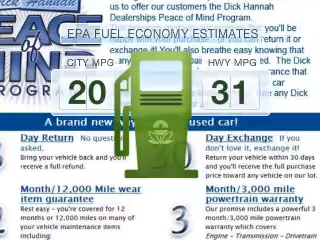 Dick Hannah
PEACE
of
MIND
PROGRAM
us to offer our customers the Dick Hannah
Dealerships Peace of Mind Program.
EPA FUEL ECONOMY ESTIMATES
you'll be
return it or
exchange it! You'll also breathe easy knowing that
CITY MPG
HWY MPG
The Dick
that
car
20
31
any Dick
A brand new
used car!
Day Return No
asked.
Bring your vehicle back and
receive a full refund.
Day Exchange If you
don't love it, exchange it!
Return your vehicle within 30 days
and you'll receive the full purchase
price toward any vehicle on our lot.
Month/12,000 Mile wear
item guarantee
Rest easy - you're covered for 12
months or 12,000 miles on many of
your vehicle maintenance items
including:
3
Month/3,000 mile
powertrain warranty
Our promise includes a powerful 3
month/3,000 mile powertrain
warranty which covers
Engine - Transmission - Drivetrain